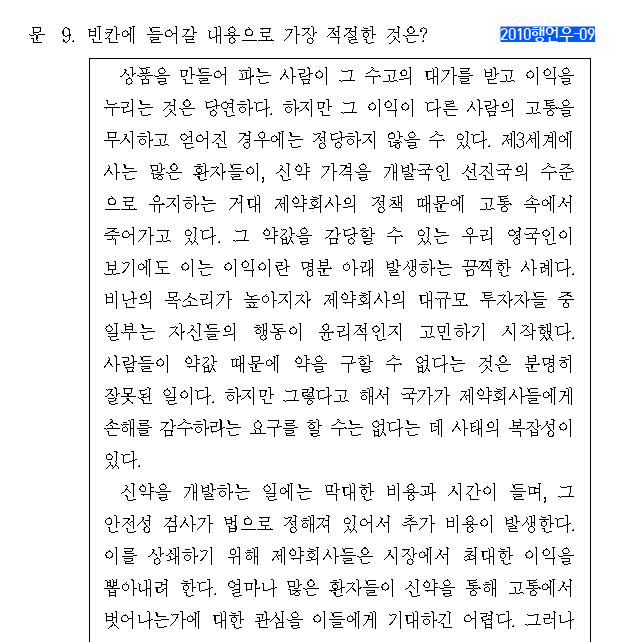 문 9. 빈칸에 들어갈 내용으로 가장 적절한 것은? 2010행언우-09
상품을 만들어 파는 사람이 그 수고의 대가를 받고 이익을
누리는 것은 당연하다. 하지만 그 이익이 다른 사람의 고통을
무시하고 얻어진 경우에는 정당하지 않을 수 있다. 제3세계에
사는 많은 환자들이, 신약 가격을 개발국인 선진국의 수준
으로 유지하는 거대 제약회사의 정책 때문에 고통 속에서
죽어가고 있다. 그 약값을 감당할 수 있는 우리 영국인이
보기에도 이는 이익이란 명분 아래 발생하는 끔찍한 사례다.
비난의 목소리가 높아지자 제약회사의 대규모 투자자들 중
일부는 자신들의 행동이 윤리적인지 고민하기 시작했다.
사람들이 약값 때문에 약을 구할 수 없다는 것은 분명히
잘못된 일이다. 하지만 그렇다고 해서 국가가 제약회사들에게
손해를 감수하라는 요구를 할 수는 없다는 데 사태의 복잡성이
있다.
신약을 개발하는 일에는 막대한 비용과 시간이 들며, 그
안전성 검사가 법으로 정해져 있어서 추가 비용이 발생한다.
이를 상쇄하기 위해 제약회사들은 시장에서 최대한 이익을
뽑아내려 한다. 얼마나 많은 환자들이 신약을 통해 고통에서
벗어나는가에 대한 관심을 이들에게 기대하긴 어렵다. 그러나